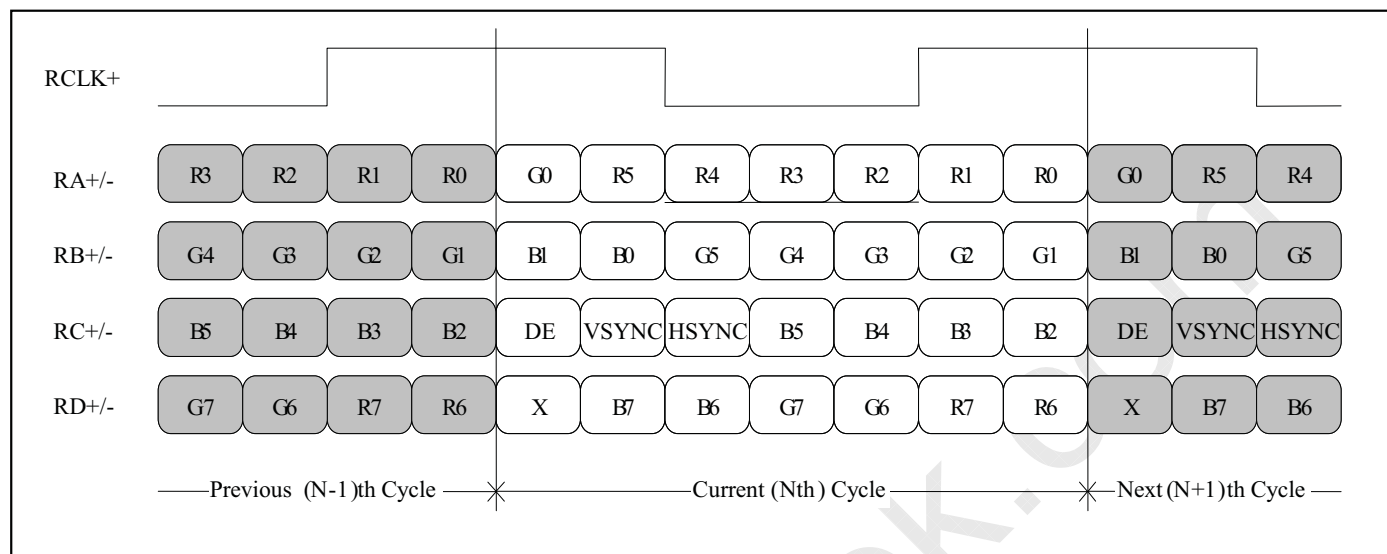 RCLK+
RA+/- R3 R2 R1 R0 G0 R5 R4 R3 R2 R1 R0 G0 R5 R4
RB+/- G4 G3 G2 G1 B1 B0 G5 G4 G3 G2 G1 B1 B0 G5
RC+/- B5 B4 B3 B2 DE VSYNC HSYNC B5 B4 B3 B2 DE VSYNC HSYNC
RD+/- G7 G6 R7 R6 X B7 B6 G7 G6 R7 R6 X B7 B6
Previous (N-1)th Cycle Current (Nth) Cycle Next (N+1)th Cycle